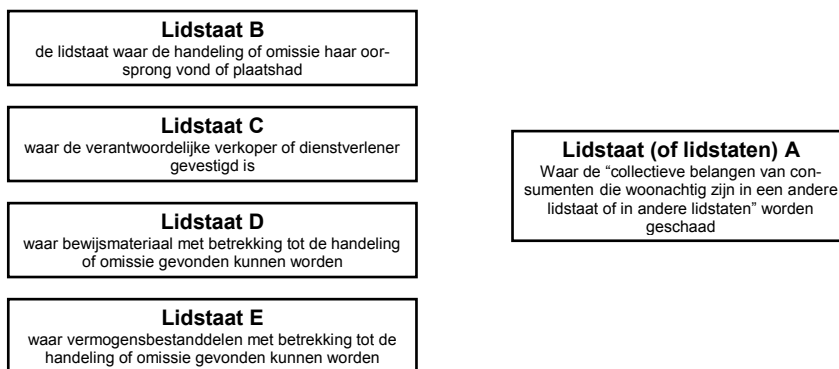 Lidstaat B
de lidstaat waar de handeling of omissie haar oor-
sprong vond of plaatshad
Lidstaat C
waar de verantwoordelijke verkoper of dienstverlener
gevestigd is
Lidstaat D
waar bewijsmateriaal met betrekking tot de handeling
of omissie gevonden kunnen worden
Lidstaat E
waar vermogensbestanddelen met betrekking tot de
handeling of omissie gevonden kunnen worden
Lidstaat (of lidstaten) A
Waar de “collectieve belangen van con-
sumenten die woonachtig zijn in een andere
lidstaat of in andere lidstaten” worden
geschaad